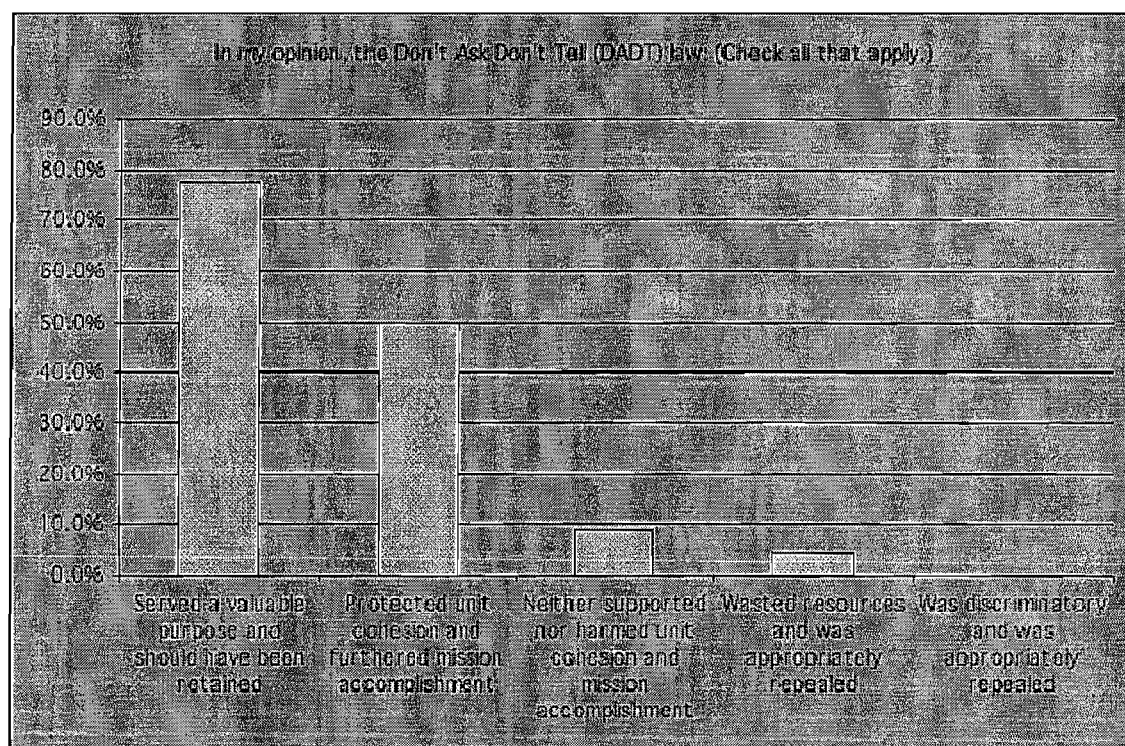 In my opinion, the Don't Ask Don't Tell (DADT) law: (Check all that apply.)
90.0%
80.0%
70.0%
60.0%
50.0%
40.0%
30.0%
20.0%
10.0%
0.0%
Served a valuable purpose and should have been retained
Protected unit cohesion and furthered mission accomplishment
Neither supported nor harmed unit cohesion and mission accomplishment
Wasted resources and was appropriately repealed
Was discriminatory and was appropriately repealed